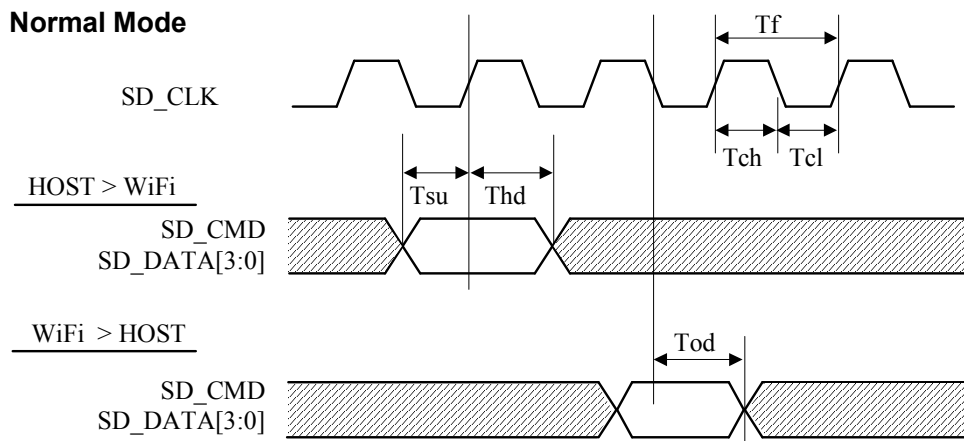 Normal Mode
Tf
SD_CLK
Tch Tcl
HOST > WiFi
Tsu Thd
SD_CMD
SD_DATA[3:0]
WiFi > HOST
Tod
SD_CMD
SD_DATA[3:0]